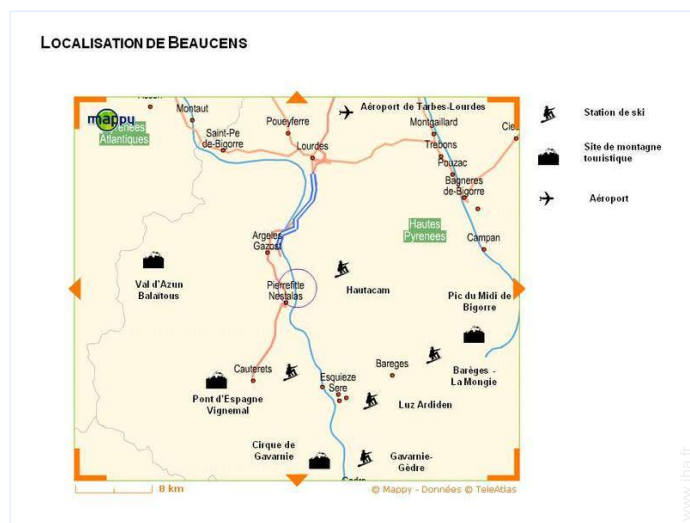 LOCALISATION DE BEAUCENS
mappy
Pyrenees
Atlantiques
Montaut
Saint-Pe
de-Bigorre
Poueyferre
Lourdes
Aéroport de Tarbes-Lourdes
Montgaillard
Trebons
Pouzac
Bagneres
de-Bigorre
Hautes
Pyrenees
Campan
Argeles
Gazost
Val d'Azun
Balaïtous
Pierrefitte
Nestalas
Hautacam
Pic du Midi de
Bigorre
Cauterets
Pont d'Espagne
Vignemal
Esquieze
Sere
Bareges
Barèges -
La Mongie
Luz Ardiden
Cirque de
Gavarnie
Gavarnie-
Gèdre
8 km
© Mappy - Données © TeleAtlas
Station de ski
Site de montagne
touristique
Aéroport
www.iha.fr